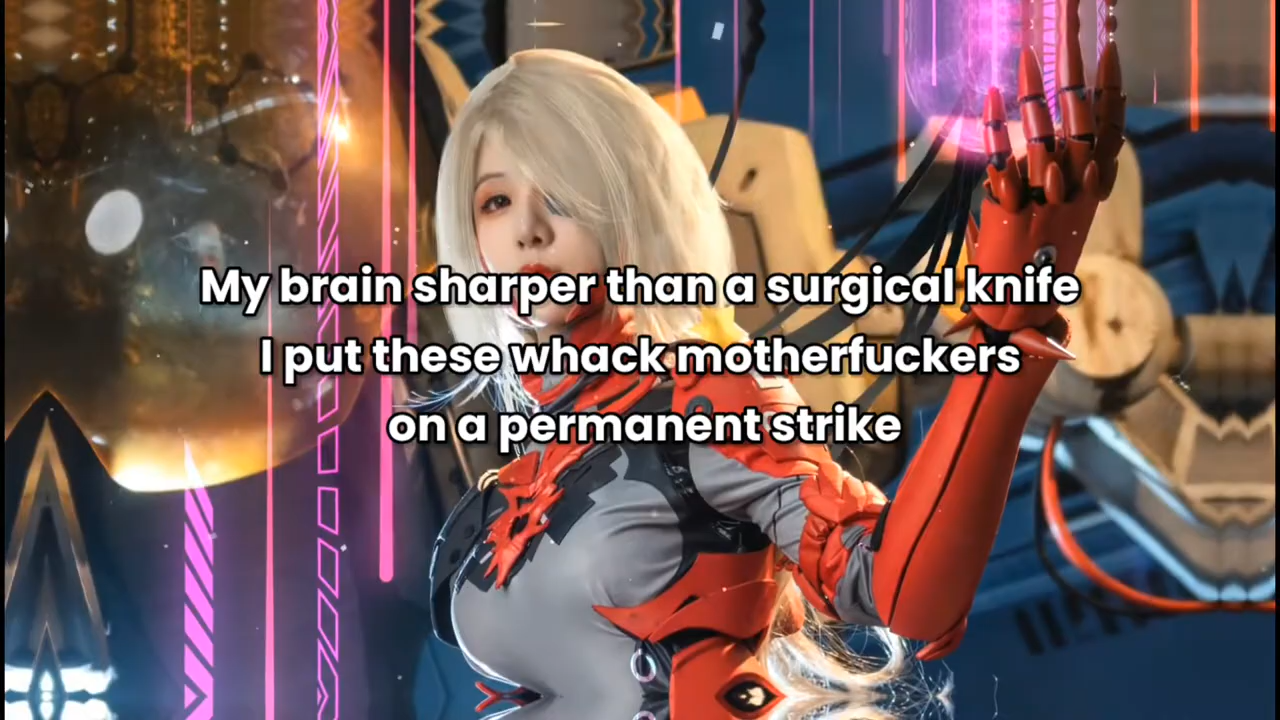 My brain sharper than a surgical knife
I put these whack motherfuckers
on a permanent strike